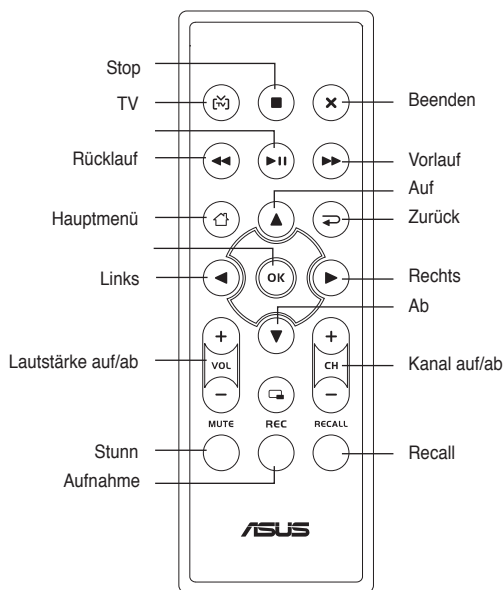 Stop
TV
Beenden
Rücklauf
Vorlauf
Auf
Hauptmenü
Zurück
OK
Links
Rechts
Ab
Lautstärke auf/ab
VOL
CH
Kanal auf/ab
MUTE
REC
RECALL
Stunn
Recall
Aufnahme
ASUS